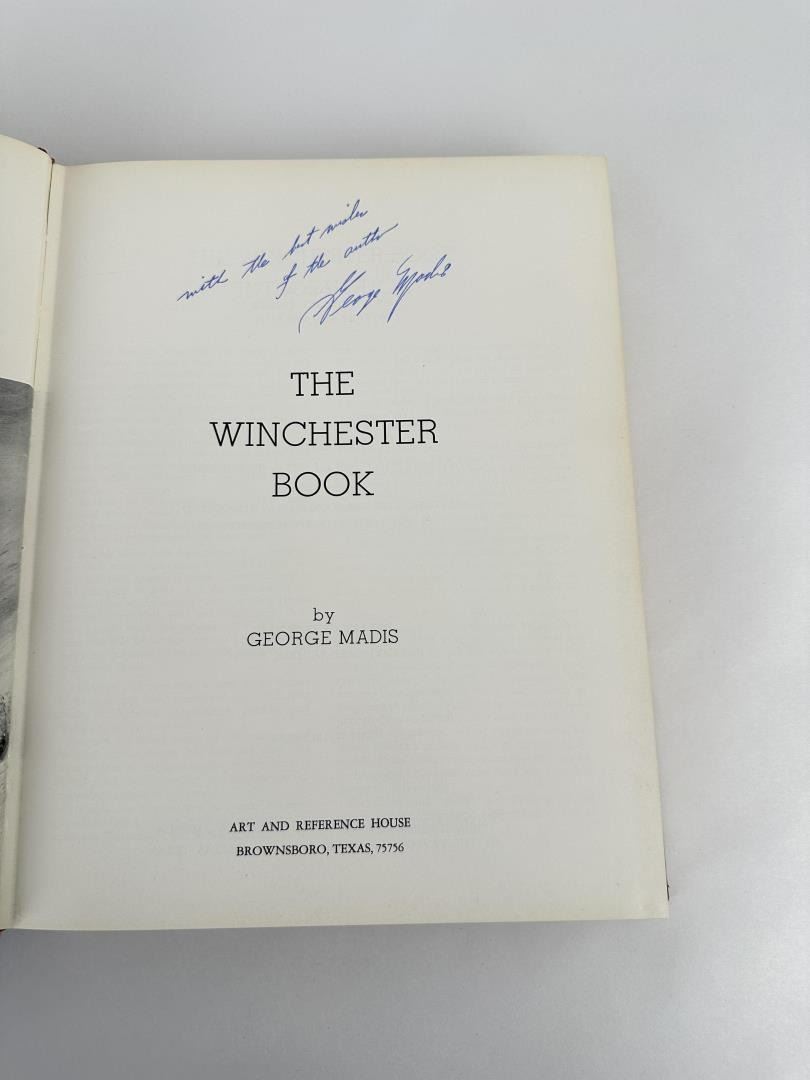 with the best wishes
of the author
George Madis
THE
WINCHESTER
BOOK
by
GEORGE MADIS
ART AND REFERENCE HOUSE
BROWNSBORO, TEXAS, 75756